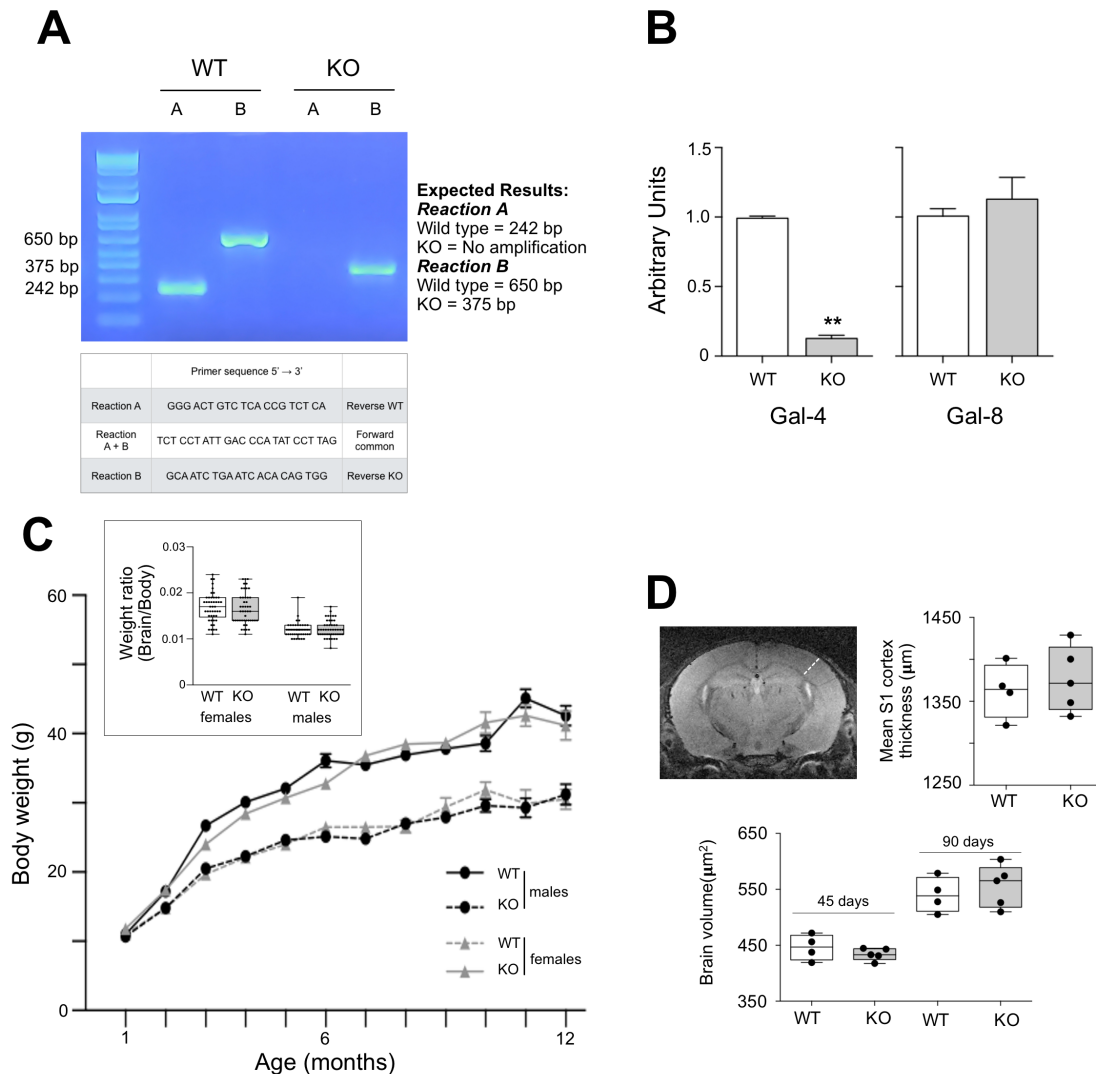 A
WT
KO
A
B
A
B
650 bp
375 bp
242 bp
Expected Results:
Reaction A
Wild type = 242 bp
KO = No amplification
Reaction B
Wild type = 650 bp
KO = 375 bp
Primer sequence 5′ → 3′
Reaction A
GGG ACT GTC TCA CCG TCT CA
Reverse WT
Reaction
A + B
TCT CCT ATT GAC CCA TAT CCT TAG
Forward
common
Reaction B
GCA ATC TGA ATC ACA CAG TGG
Reverse KO
B
Arbitrary Units
1.5
1.0
0.5
0
**
WT
KO
WT
KO
Gal-4
Gal-8
C
Weight ratio
(Brain/Body)
0.03
0.02
0.01
0
WT
KO
WT
KO
females
males
Body weight (g)
60
40
20
0
WT
KO
males
WT
KO
females
1
6
12
Age (months)
D
Mean S1 cortex
thickness (µm)
1450
1350
1250
WT
KO
Brain volume(µm²)
650
550
450
350
45 days
90 days
WT
KO
WT
KO